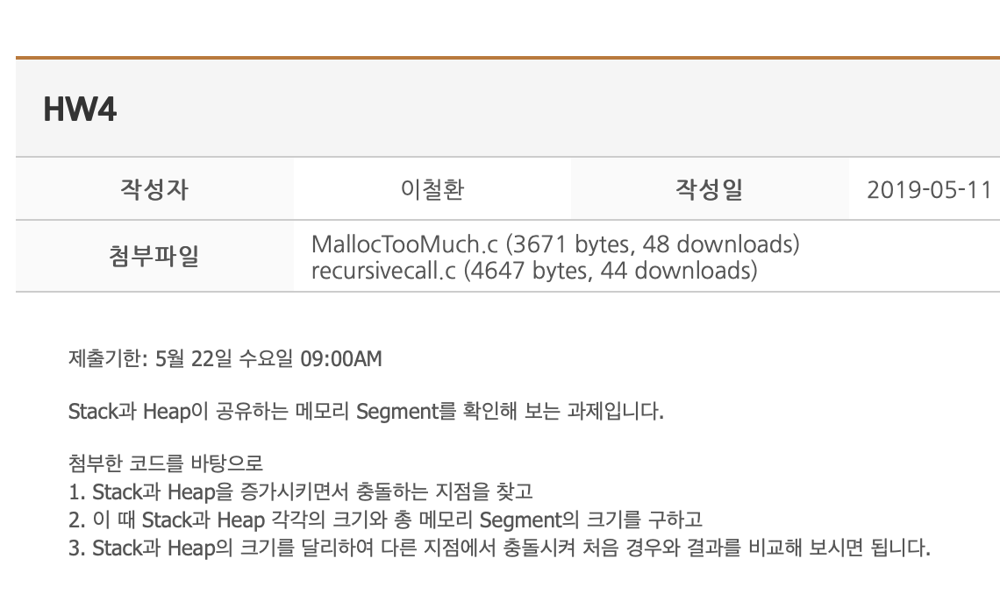 HW4
작성자 이철환 작성일 2019-05-11
첨부파일 MallocTooMuch.c (3671 bytes, 48 downloads)
recursivecall.c (4647 bytes, 44 downloads)
제출기한: 5월 22일 수요일 09:00AM
Stack과 Heap이 공유하는 메모리 Segment를 확인해 보는 과제입니다.
첨부한 코드를 바탕으로
1. Stack과 Heap을 증가시키면서 충돌하는 지점을 찾고
2. 이 때 Stack과 Heap 각각의 크기와 총 메모리 Segment의 크기를 구하고
3. Stack과 Heap의 크기를 달리하여 다른 지점에서 충돌시켜 처음 경우와 결과를 비교해 보시면 됩니다.